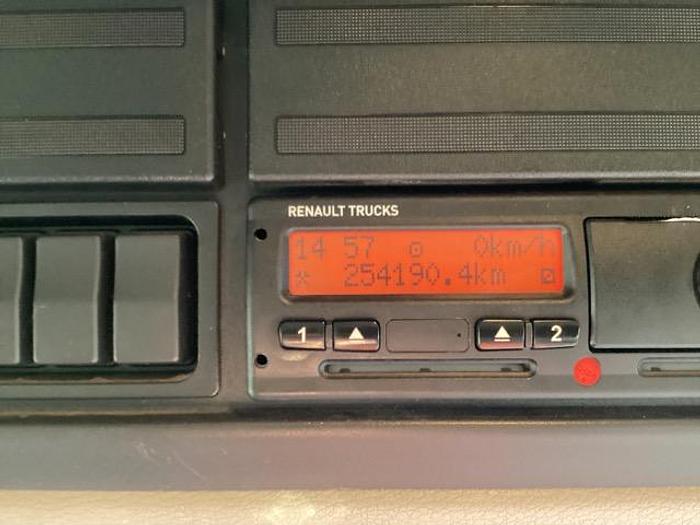 RENAULT TRUCKS
14 57 0km/h
254190.4km
1 2